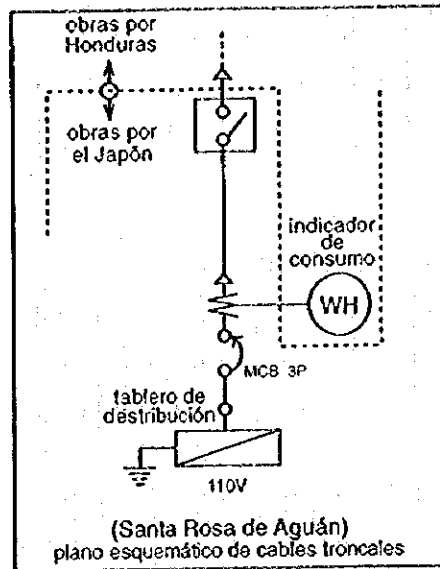 obras por
Honduras
obras por
el Japón
indicador
de
consumo
WH
MCB 3P
tablero de
destribución
110V
(Santa Rosa de Aguán)
plano esquemático de cables troncales